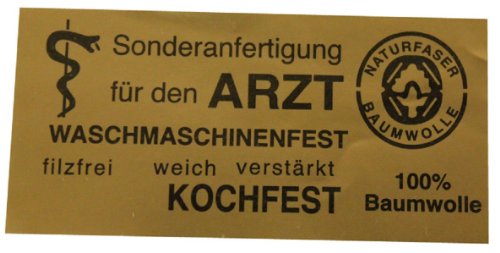 Sonderanfertigung
für den ARZT
WASCHMASCHINENFEST
filzfrei weich verstärkt
KOCHFEST
NATURFASER
BAUMWOLLE
100%
Baumwolle